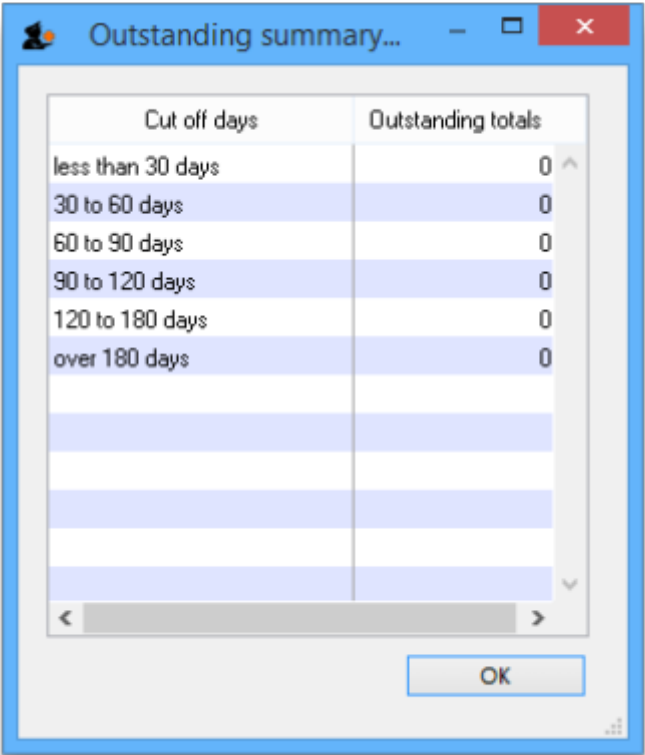 Outstanding summary...
Cut off days Outstanding totals
less than 30 days 0
30 to 60 days 0
60 to 90 days 0
90 to 120 days 0
120 to 180 days 0
over 180 days 0
OK